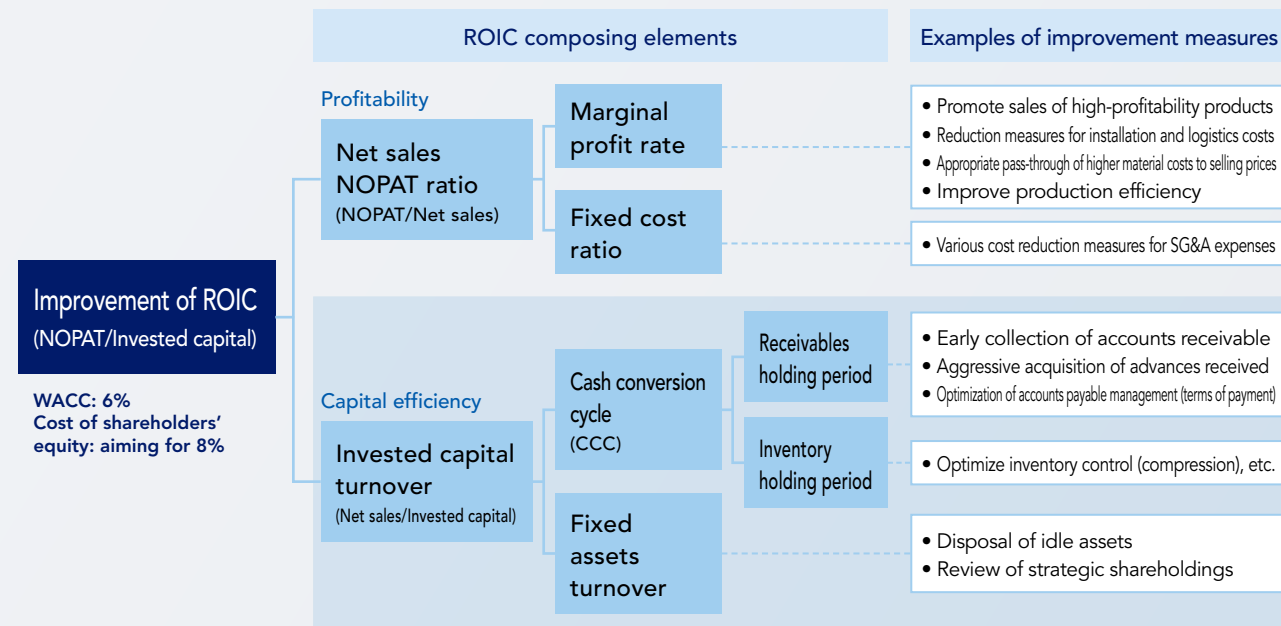 ROIC composing elements
Examples of improvement measures
Profitability
Net sales
NOPAT ratio
(NOPAT/Net sales)
Marginal
profit rate
• Promote sales of high-profitability products
• Reduction measures for installation and logistics costs
• Appropriate pass-through of higher material costs to selling prices
• Improve production efficiency
Fixed cost
ratio
• Various cost reduction measures for SG&A expenses
Improvement of ROIC
(NOPAT/Invested capital)
WACC: 6%
Cost of shareholders’
equity: aiming for 8%
Capital efficiency
Invested capital
turnover
(Net sales/Invested capital)
Cash conversion
cycle
(CCC)
Receivables
holding period
• Early collection of accounts receivable
• Aggressive acquisition of advances received
• Optimization of accounts payable management (terms of payment)
Inventory
holding period
• Optimize inventory control (compression), etc.
Fixed
assets
turnover
• Disposal of idle assets
• Review of strategic shareholdings